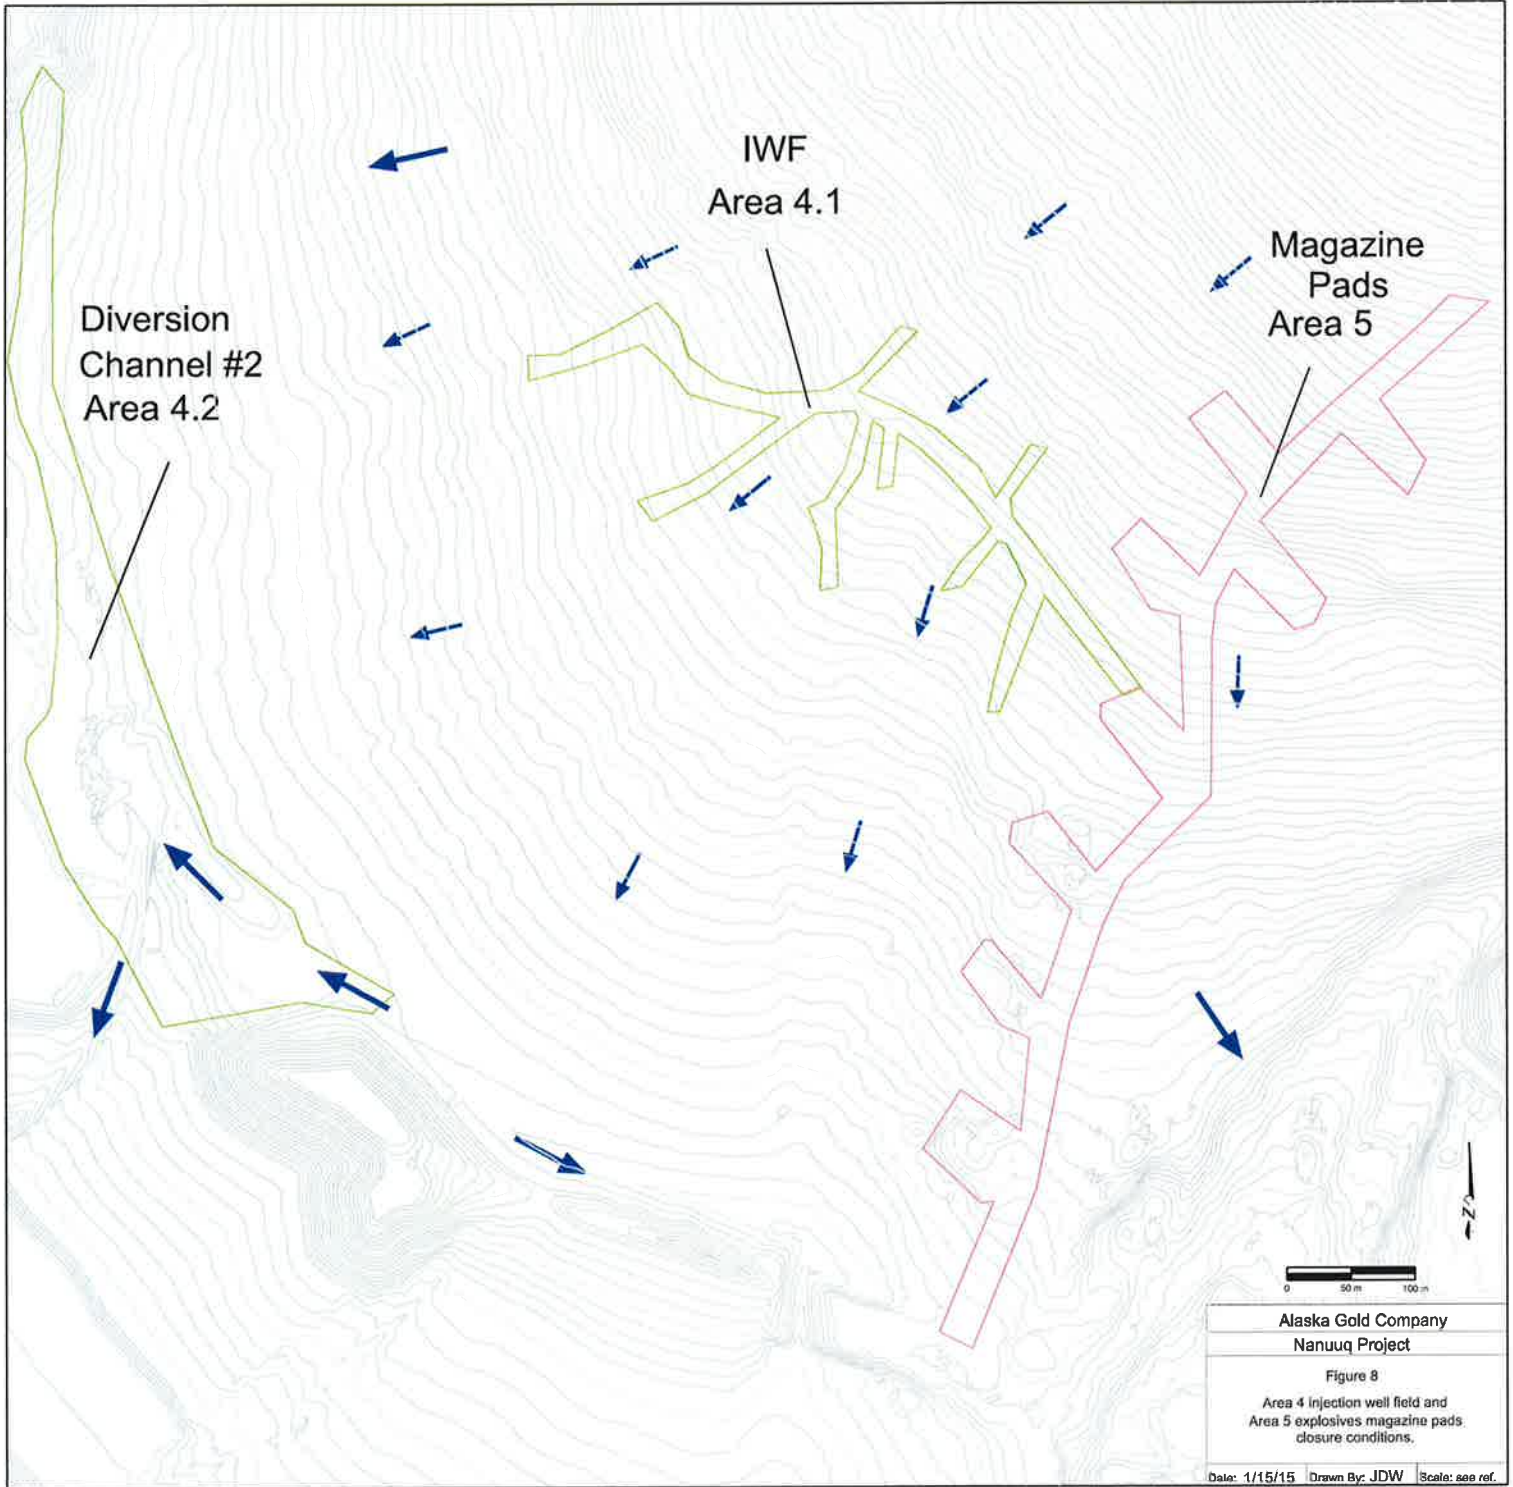 IWF
Area 4.1
Magazine
Pads
Area 5
Diversion
Channel #2
Area 4.2
N
0 50 m 100 m
Alaska Gold Company
Nanuuq Project
Figure 8
Area 4 injection well field and
Area 5 explosives magazine pads
closure conditions.
Date: 1/15/15 Drawn By: JDW Scale: see ref.